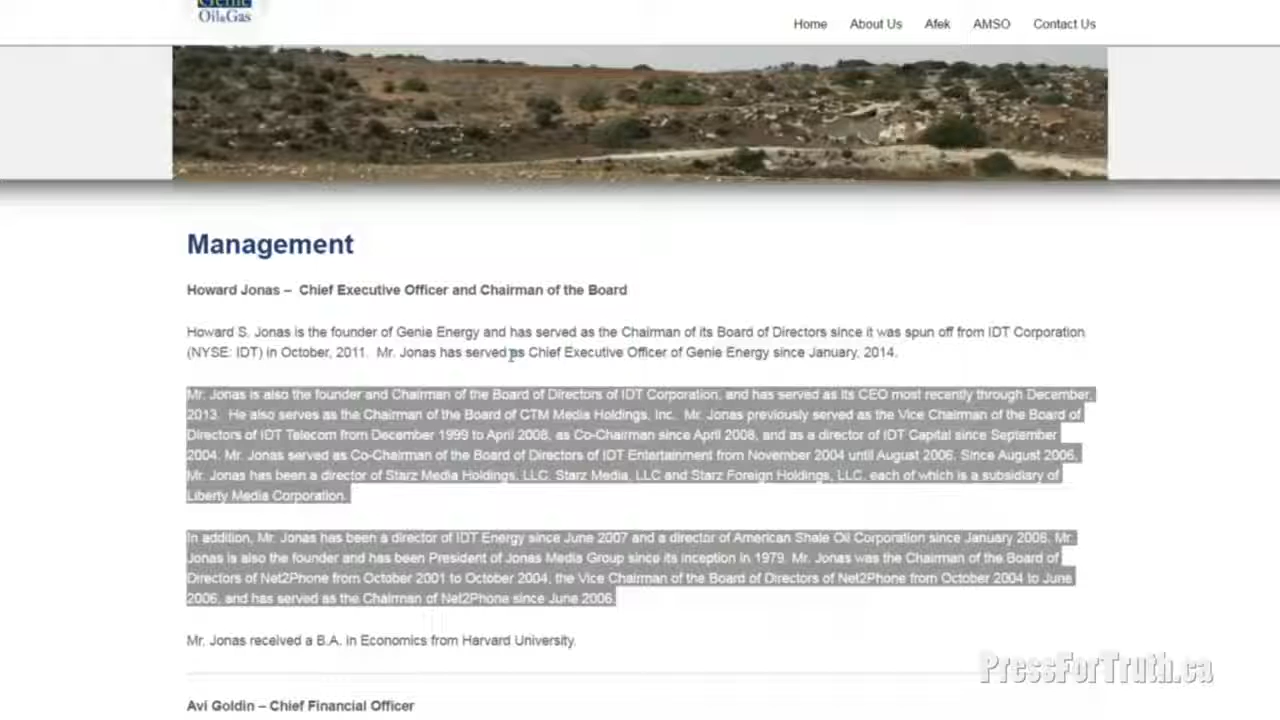 Genie
Oil&Gas
Home About Us Afek AMSO Contact Us
Management
Howard Jonas – Chief Executive Officer and Chairman of the Board
Howard S. Jonas is the founder of Genie Energy and has served as the Chairman of its Board of Directors since it was spun off from IDT Corporation
(NYSE: IDT) in October, 2011. Mr. Jonas has served as Chief Executive Officer of Genie Energy since January, 2014.
Mr. Jonas is also the founder and Chairman of the Board of Directors of IDT Corporation, and has served as its CEO most recently through December,
2013. He also serves as the Chairman of the Board of CTM Media Holdings, Inc. Mr. Jonas previously served as the Vice Chairman of the Board of
Directors of IDT Telecom from December 1999 to April 2008, as Co-Chairman since April 2008, and as a director of IDT Capital since September
2004. Mr. Jonas served as Co-Chairman of the Board of Directors of IDT Entertainment from November 2004 until August 2006. Since August 2006,
Mr. Jonas has been a director of Starz Media Holdings, LLC, Starz Media, LLC and Starz Foreign Holdings, LLC, each of which is a subsidiary of
Liberty Media Corporation.
In addition, Mr. Jonas has been a director of IDT Energy since June 2007 and a director of American Shale Oil Corporation since January 2008. Mr.
Jonas is also the founder and has been President of Jonas Media Group since its inception in 1979. Mr. Jonas was the Chairman of the Board of
Directors of Net2Phone from October 2001 to October 2004, the Vice Chairman of the Board of Directors of Net2Phone from October 2004 to June
2006, and has served as the Chairman of Net2Phone since June 2006.
Mr. Jonas received a B.A. in Economics from Harvard University.
PressForTruth.ca
Avi Goldin – Chief Financial Officer